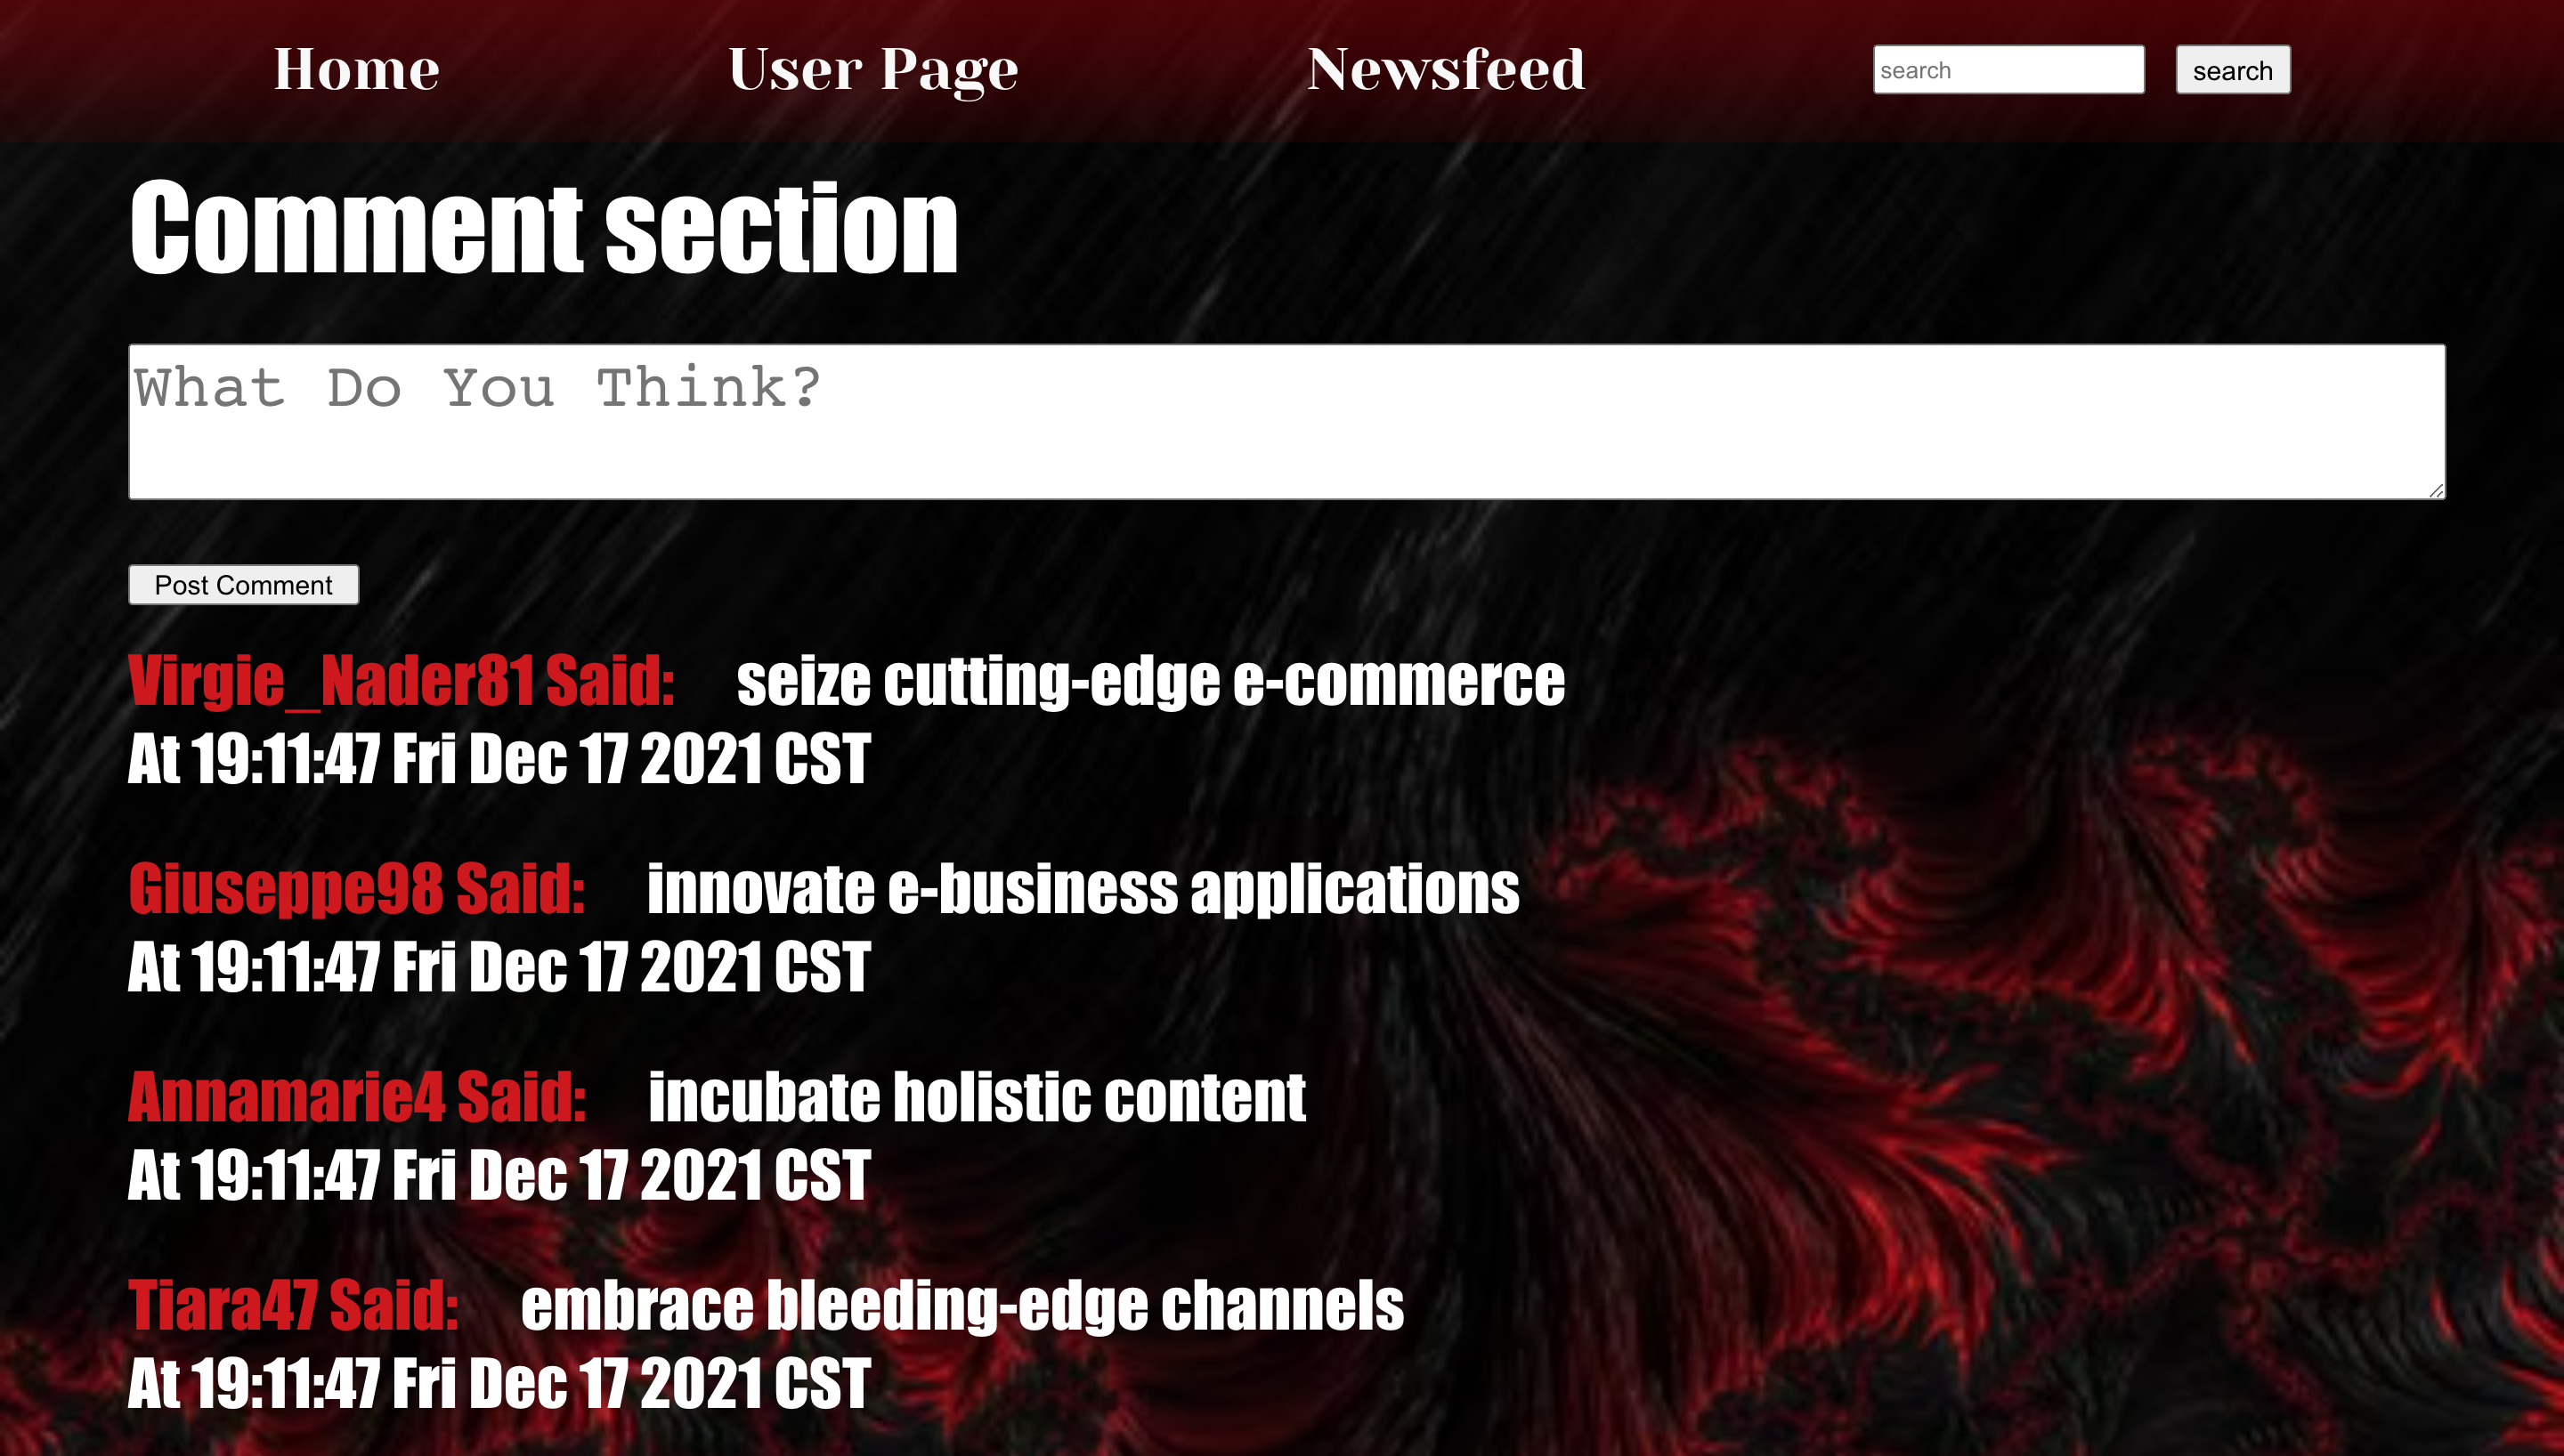 Home User Page Newsfeed search search
Comment section
What Do You Think?
Post Comment
Virgie_Nader81 Said: seize cutting-edge e-commerce
At 19:11:47 Fri Dec 17 2021 CST
Giuseppe98 Said: innovate e-business applications
At 19:11:47 Fri Dec 17 2021 CST
Annamarie4 Said: incubate holistic content
At 19:11:47 Fri Dec 17 2021 CST
Tiara47 Said: embrace bleeding-edge channels
At 19:11:47 Fri Dec 17 2021 CST